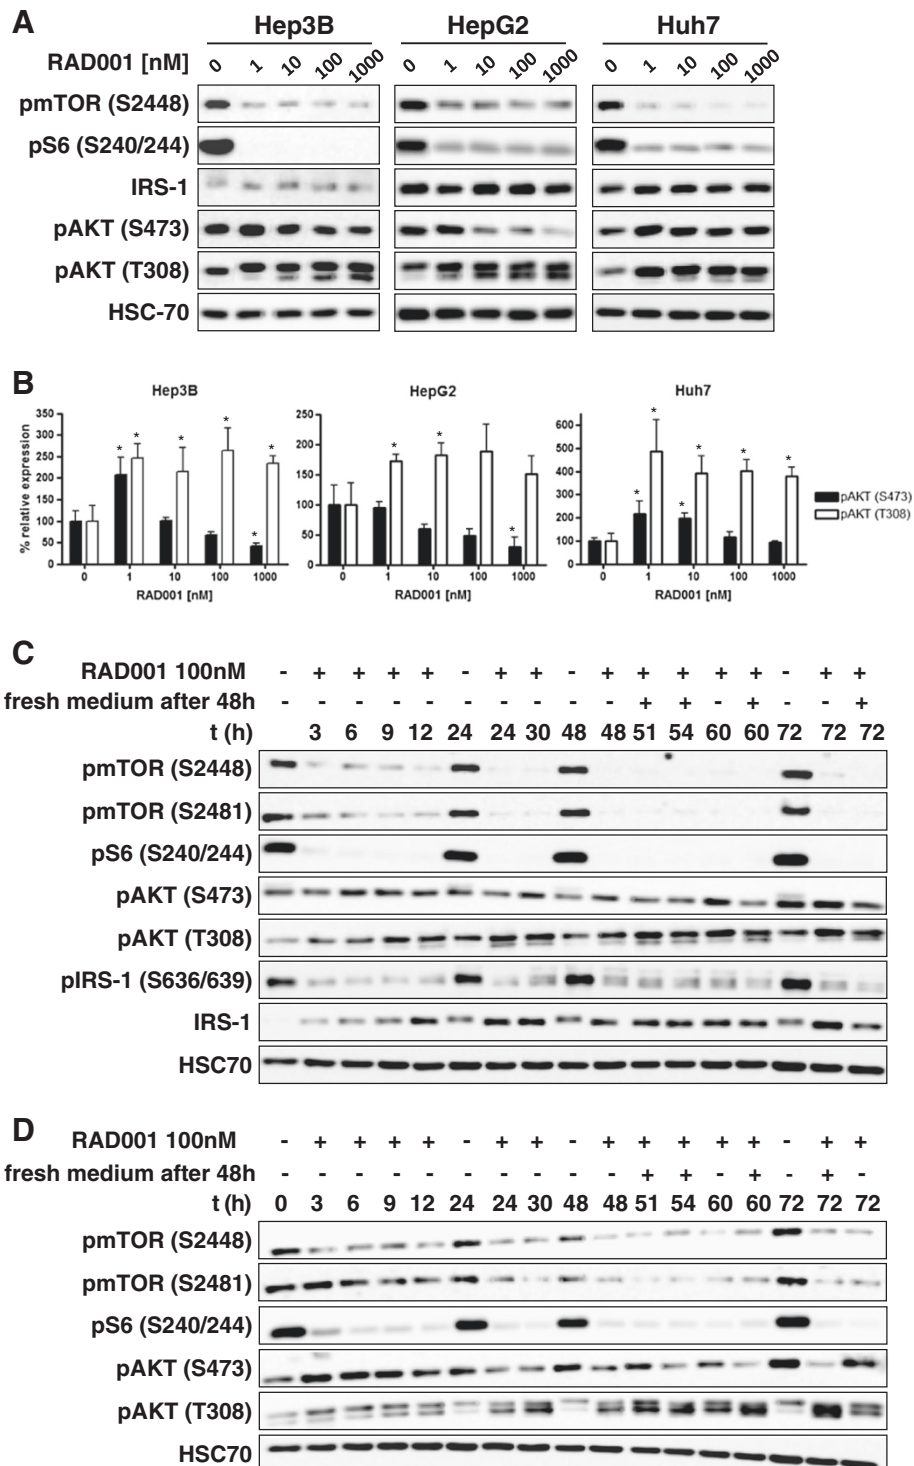 A
Hep3B HepG2 Huh7
RAD001 [nM] 0 1 10 100 1000 0 1 10 100 1000 0 1 10 100 1000
pmTOR (S2448)
pS6 (S240/244)
IRS-1
pAKT (S473)
pAKT (T308)
HSC-70
B
Hep3B
% relative expression
350
300
250
200
150
100
50
0
* * * * * *
0 1 10 100 1000
RAD001 [nM]
HepG2
250
200
150
100
50
0
* * *
0 1 10 100 1000
RAD001 [nM]
Huh7
600
500
400
300
200
100
0
* * * * * *
0 1 10 100 1000
RAD001 [nM]
pAKT (S473)
pAKT (T308)
C
RAD001 100nM - + + + + - + + - + + + + + - + +
fresh medium after 48h - - - - - - - - - - + + - + - - +
t (h) 3 6 9 12 24 24 30 48 48 51 54 60 60 72 72 72
pmTOR (S2448)
pmTOR (S2481)
pS6 (S240/244)
pAKT (S473)
pAKT (T308)
pIRS-1 (S636/639)
IRS-1
HSC70
D
RAD001 100nM - + + + + - + + - + + + + + - + +
fresh medium after 48h - - - - - - - - - - + + - + - + -
t (h) 0 3 6 9 12 24 24 30 48 48 51 54 60 60 72 72 72
pmTOR (S2448)
pmTOR (S2481)
pS6 (S240/244)
pAKT (S473)
pAKT (T308)
HSC70